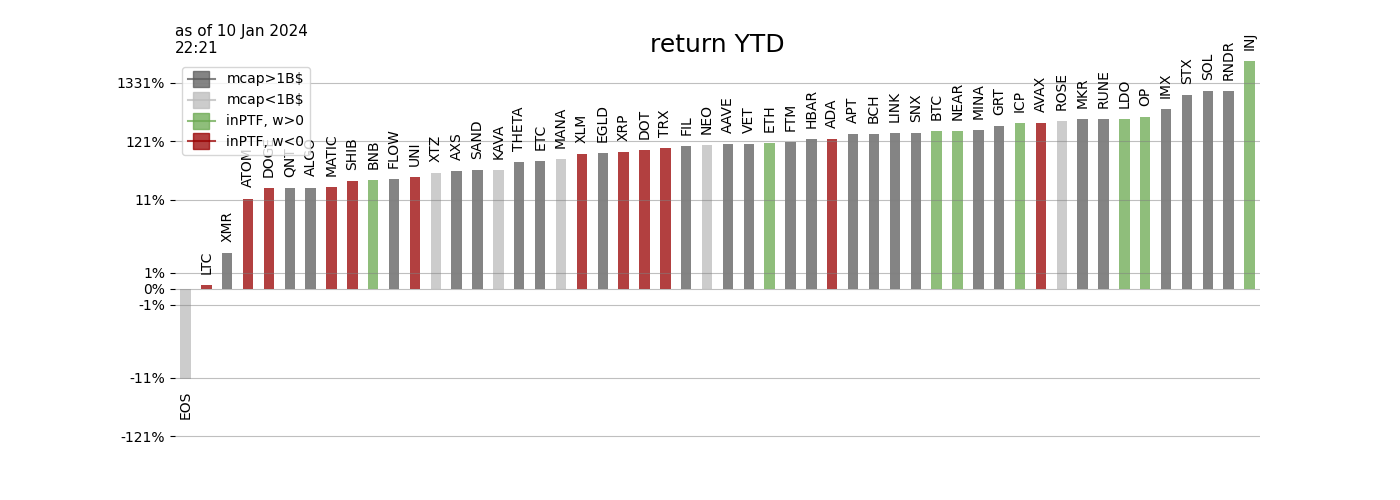 as of 10 Jan 2024
22:21
return YTD
mcap>1B$
mcap<1B$
inPTF, w>0
inPTF, w<0
1331%
121%
11%
1%
0%
-1%
-11%
-121%
EOS
LTC
XMR
ATOM
DOGE
QNT
ALGO
MATIC
SHIB
BNB
FLOW
UNI
XTZ
AXS
SAND
KAVA
THETA
ETC
MANA
XLM
EGLD
XRP
DOT
TRX
FIL
NEO
AAVE
VET
ETH
FTM
HBAR
ADA
APT
BCH
LINK
SNX
BTC
NEAR
MINA
GRT
ICP
AVAX
ROSE
MKR
RUNE
LDO
OP
IMX
STX
SOL
RNDR
INJ